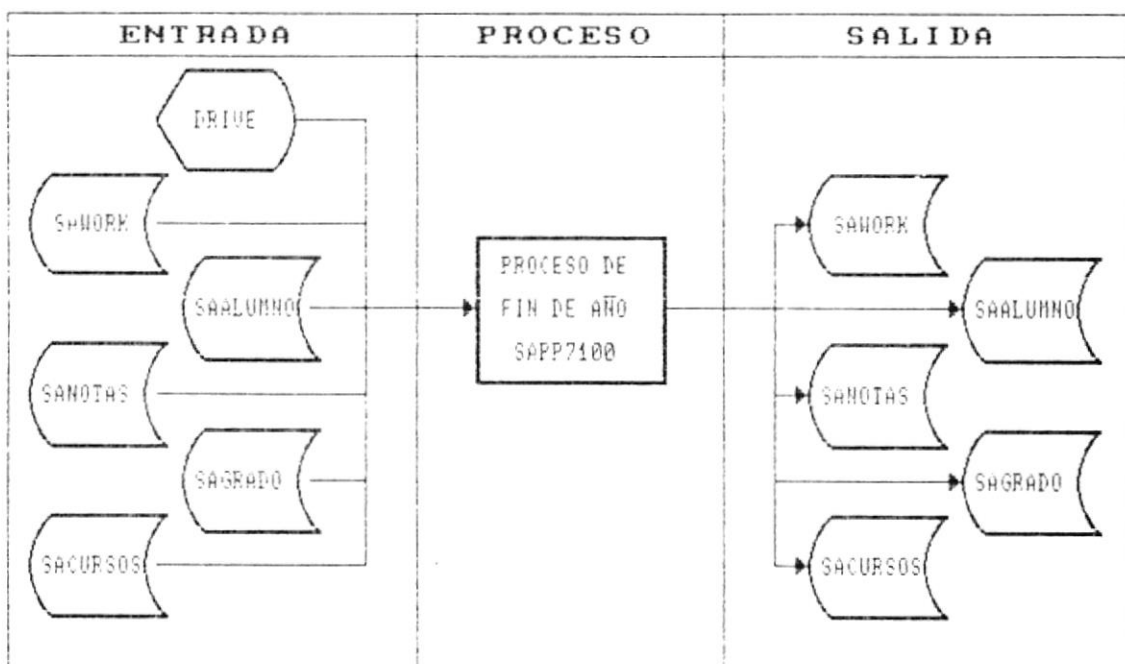 ENTRADA
PROCESO
SALIDA
DRIVE
SAWORK
SAALUMNO
SANOTAS
SAGRADO
SACURSOS
PROCESO DE
FIN DE AÑO
SAPP7100
SAWORK
SAALUMNO
SANOTAS
SAGRADO
SACURSOS